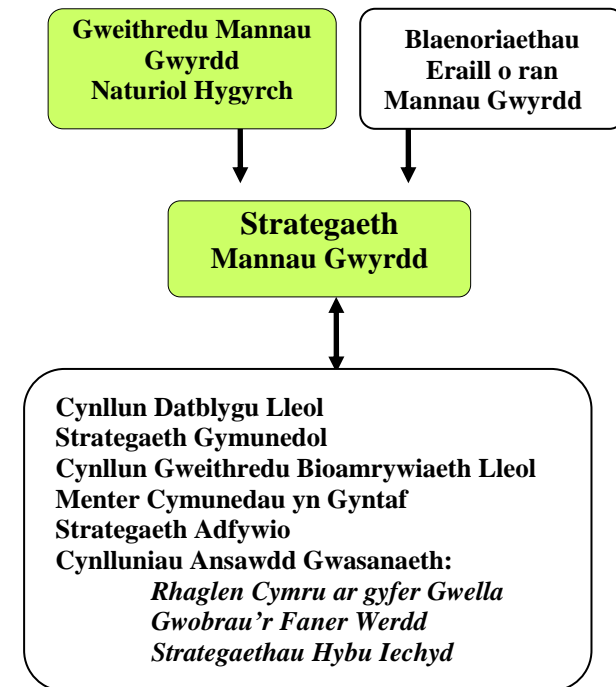 Gweithredu Mannau
Gwyrdd
Naturiol Hygyrch
Blaenoriaethau
Eraill o ran
Mannau Gwyrdd
Strategaeth
Mannau Gwyrdd
Cynllun Datblygu Lleol
Strategaeth Gymunedol
Cynllun Gweithredu Bioamrywiaeth Lleol
Menter Cymunedau yn Gyntaf
Strategaeth Adfywio
Cynlluniau Ansawdd Gwasanaeth:
Rhaglen Cymru ar gyfer Gwella
Gwobrau'r Faner Werdd
Strategaethau Hybu Iechyd